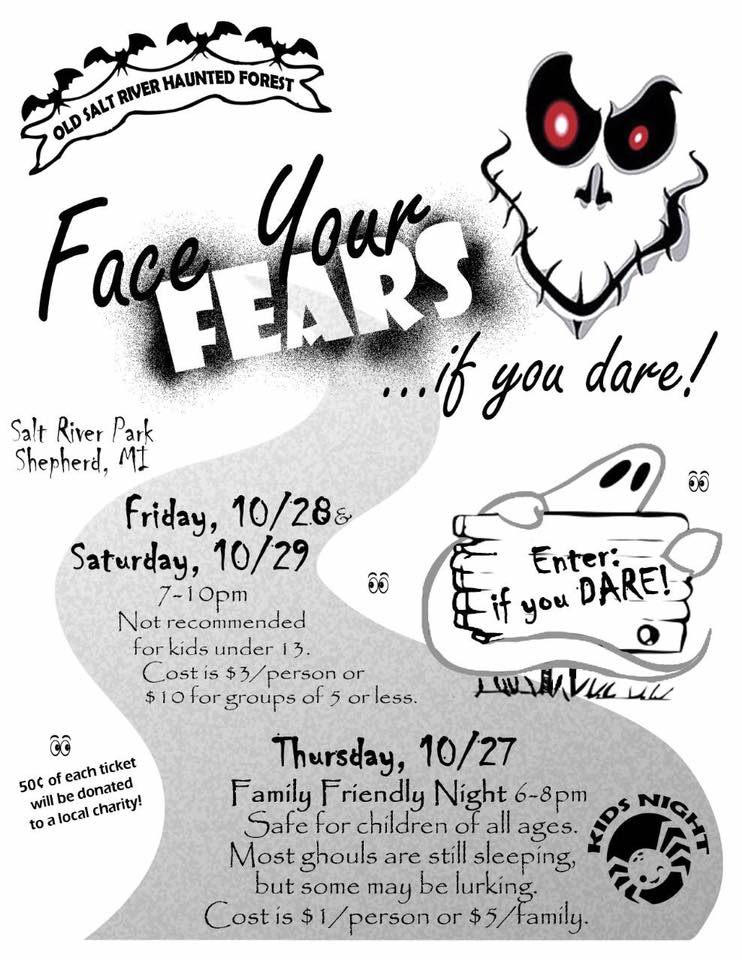 OLD SALT RIVER HAUNTED FOREST
Face Your
FEARS
...if you dare!
Salt River Park
Shepherd, MI
Friday, 10/28 &
Saturday, 10/29
7-10pm
Not recommended
for kids under 13.
Cost is $3/person or
$10 for groups of 5 or less.
Enter:
if you DARE!
50¢ of each ticket
will be donated
to a local charity!
Thursday, 10/27
Family Friendly Night 6-8pm
Safe for children of all ages.
Most ghouls are still sleeping,
but some may be lurking.
Cost is $1/person or $5/family.
KIDS NIGHT